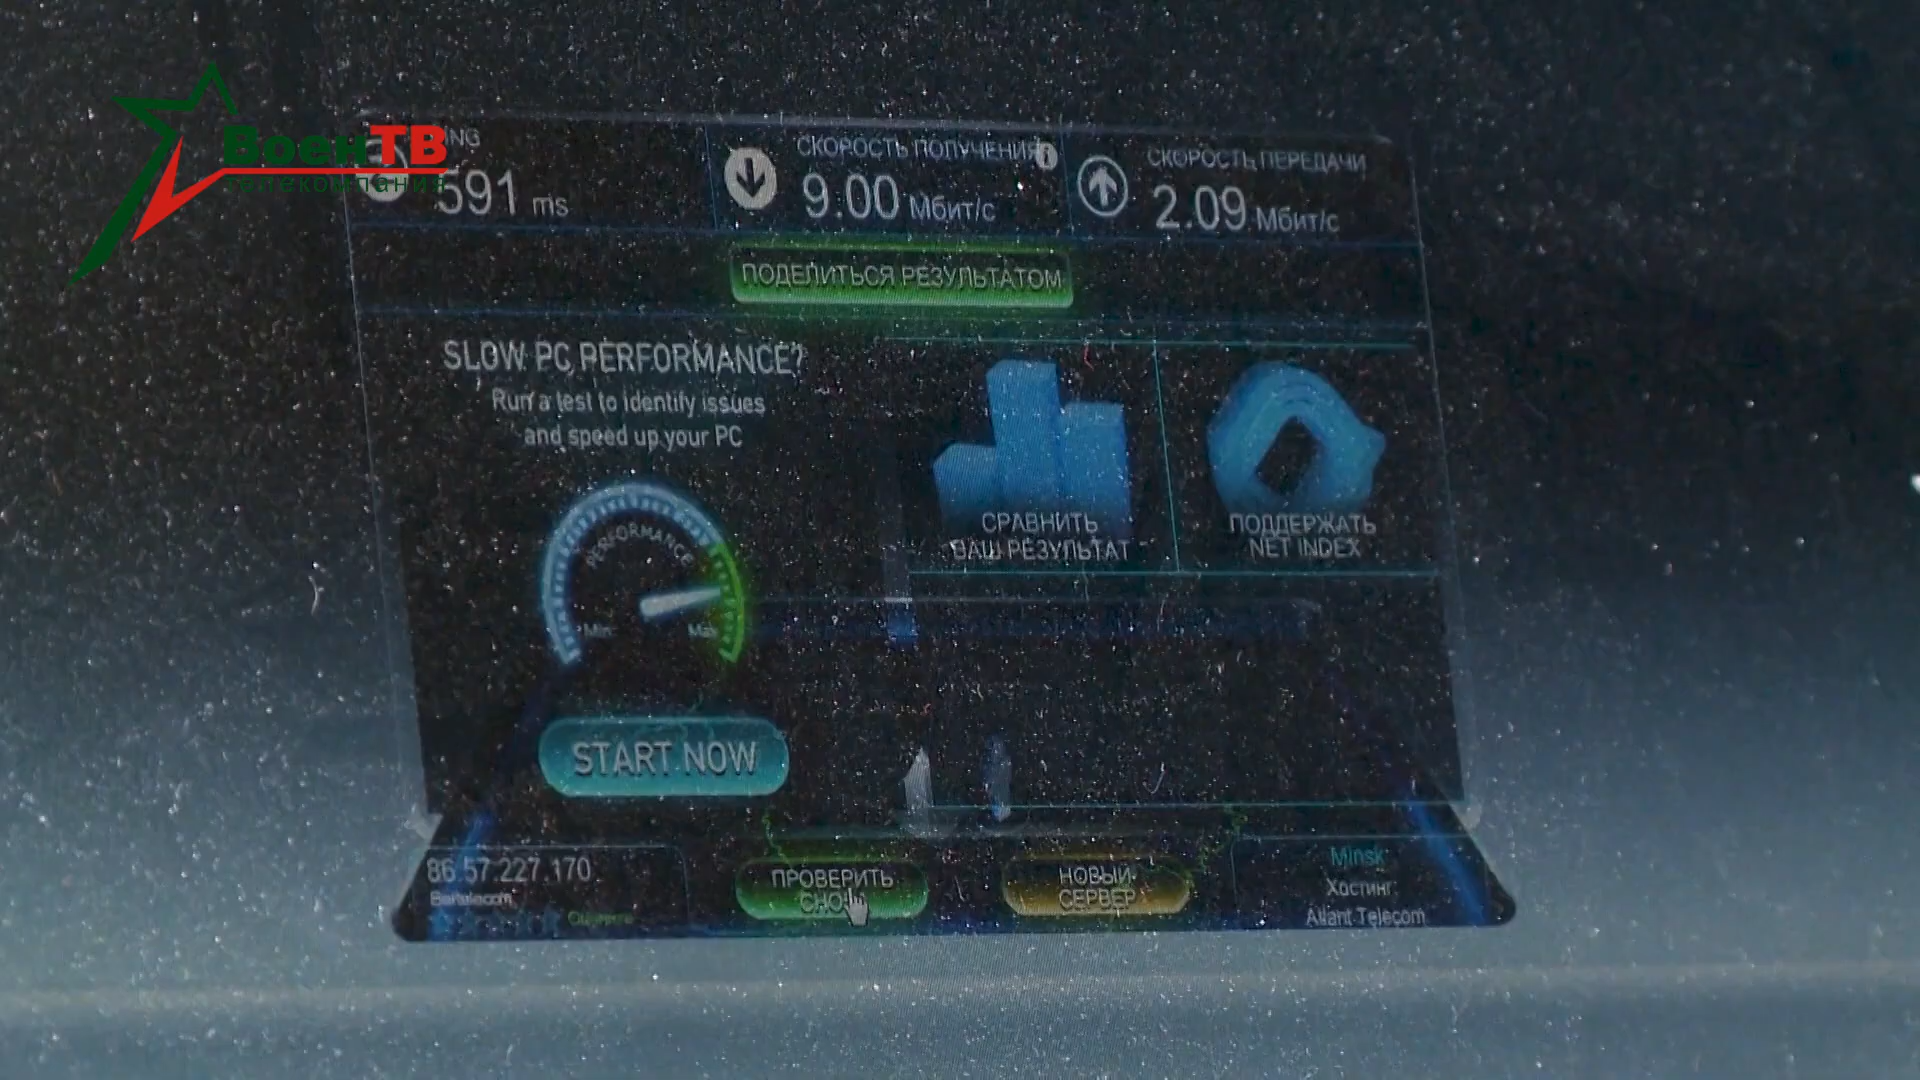 ВоенТВ
телекомпания
591 ms
СКОРОСТЬ ПОЛУЧЕНИЯ
9.00 Мбит/с
СКОРОСТЬ ПЕРЕДАЧИ
2.09 Мбит/с
ПОДЕЛИТЬСЯ РЕЗУЛЬТАТОМ
SLOW PC PERFORMANCE?
Run a test to identify issues
and speed up your PC
PERFORMANCE
Min
Max
START NOW
СРАВНИТЬ
ВАШ РЕЗУЛЬТАТ
ПОДДЕРЖАТЬ
NET INDEX
86.57.227.170
Beltelecom
Оцените
ПРОВЕРИТЬ
НОВЫЙ
СЕРВЕР
Minsk
Хостинг:
Atlant Telecom